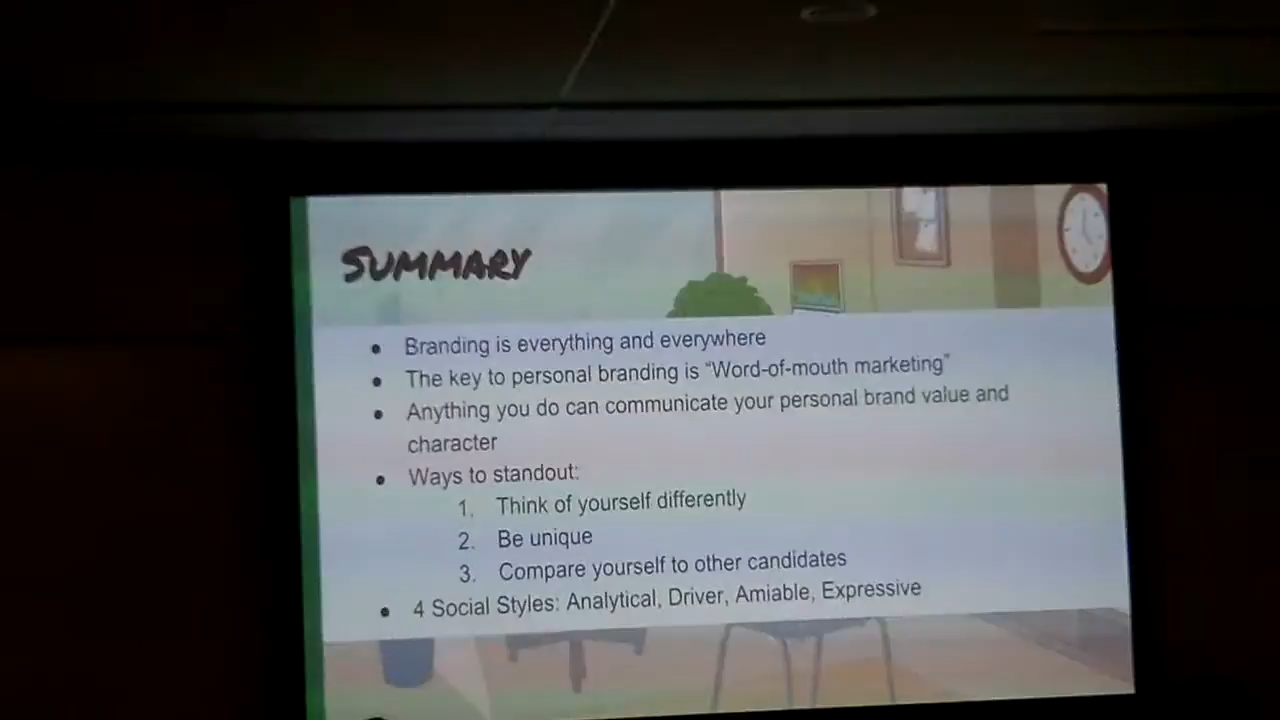 SUMMARY
• Branding is everything and everywhere
• The key to personal branding is “Word-of-mouth marketing”
• Anything you do can communicate your personal brand value and
character
• Ways to standout:
1. Think of yourself differently
2. Be unique
3. Compare yourself to other candidates
• 4 Social Styles: Analytical, Driver, Amiable, Expressive